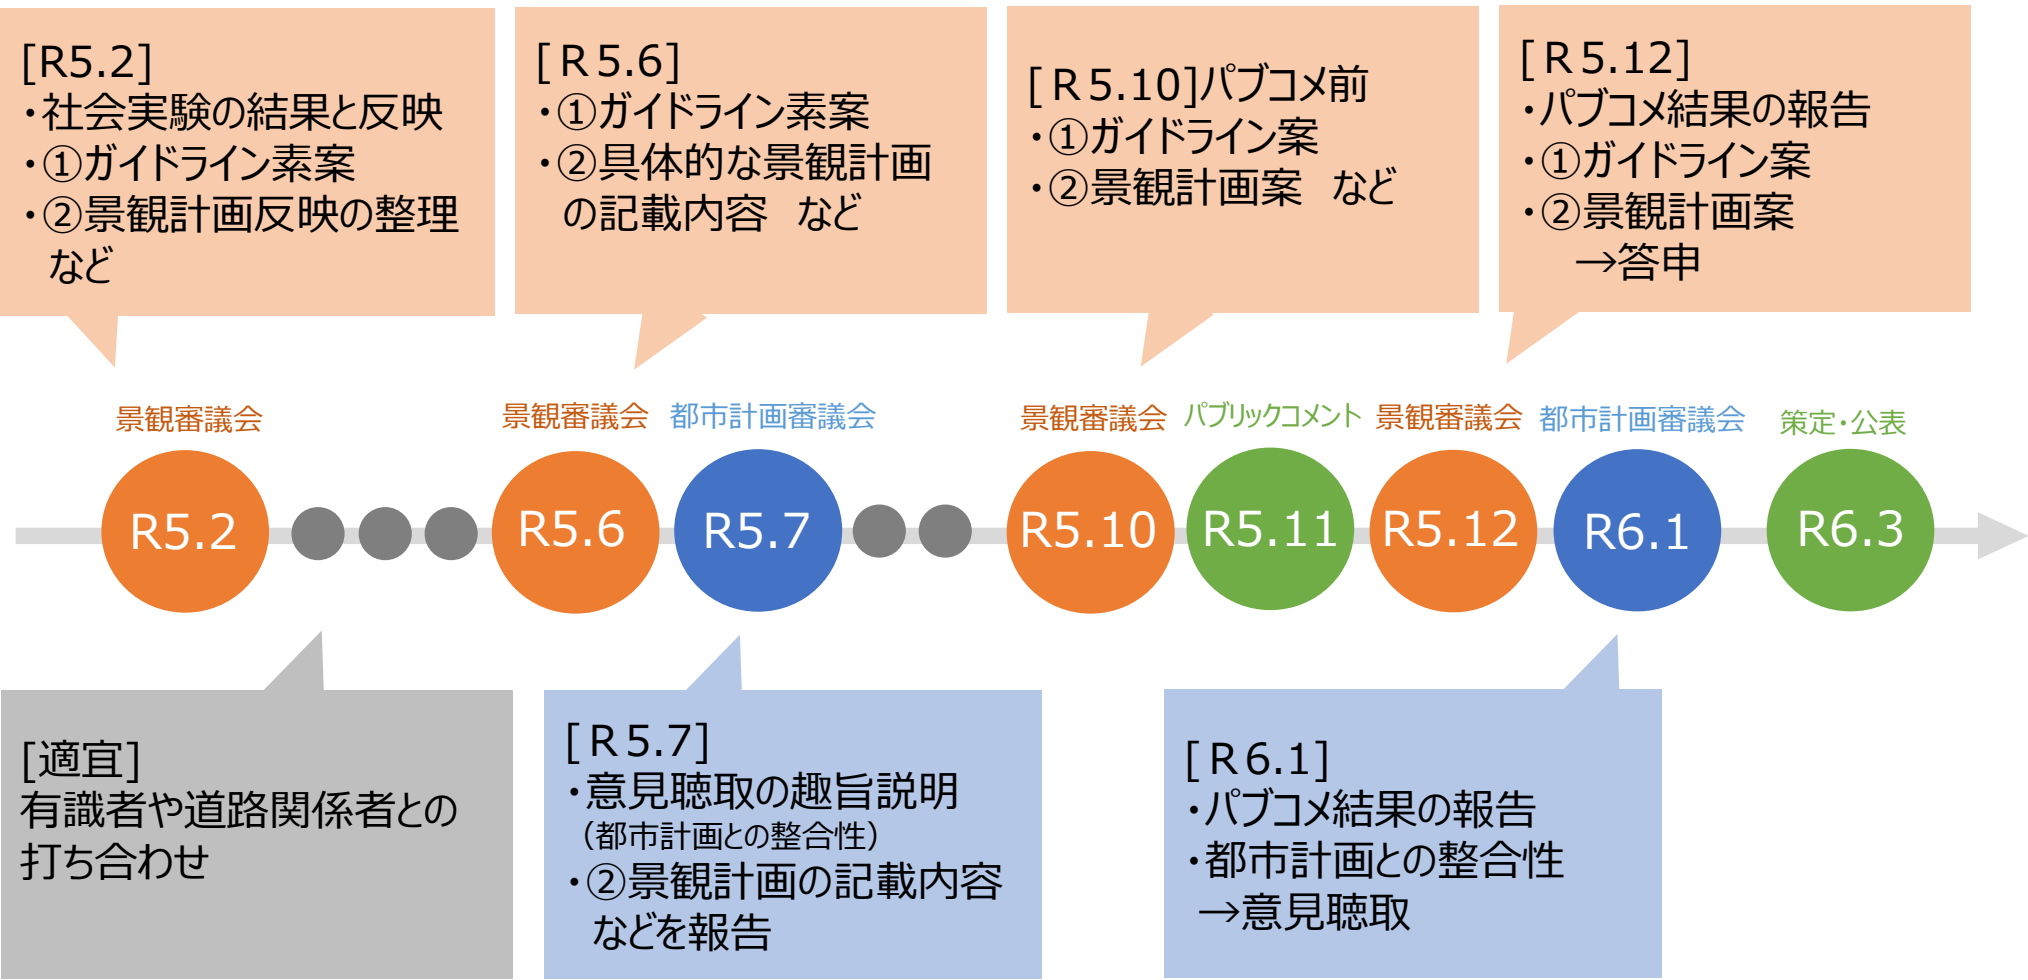 [R5.2]
・社会実験の結果と反映
・①ガイドライン素案
・②景観計画反映の整理
など
[Ｒ5.6]
・①ガイドライン素案
・②具体的な景観計画
の記載内容　など
[Ｒ5.10]パブコメ前
・①ガイドライン案
・②景観計画案　など
[Ｒ5.12]
・パブコメ結果の報告
・①ガイドライン案
・②景観計画案
→答申
景観審議会
景観審議会
都市計画審議会
景観審議会
パブリックコメント
景観審議会
都市計画審議会
策定・公表
R5.2
R5.6
R5.7
R5.10
R5.11
R5.12
R6.1
R6.3
[適宜]
有識者や道路関係者との
打ち合わせ
[Ｒ5.7]
・意見聴取の趣旨説明
（都市計画との整合性）
・②景観計画の記載内容
などを報告
[Ｒ6.1]
・パブコメ結果の報告
・都市計画との整合性
→意見聴取